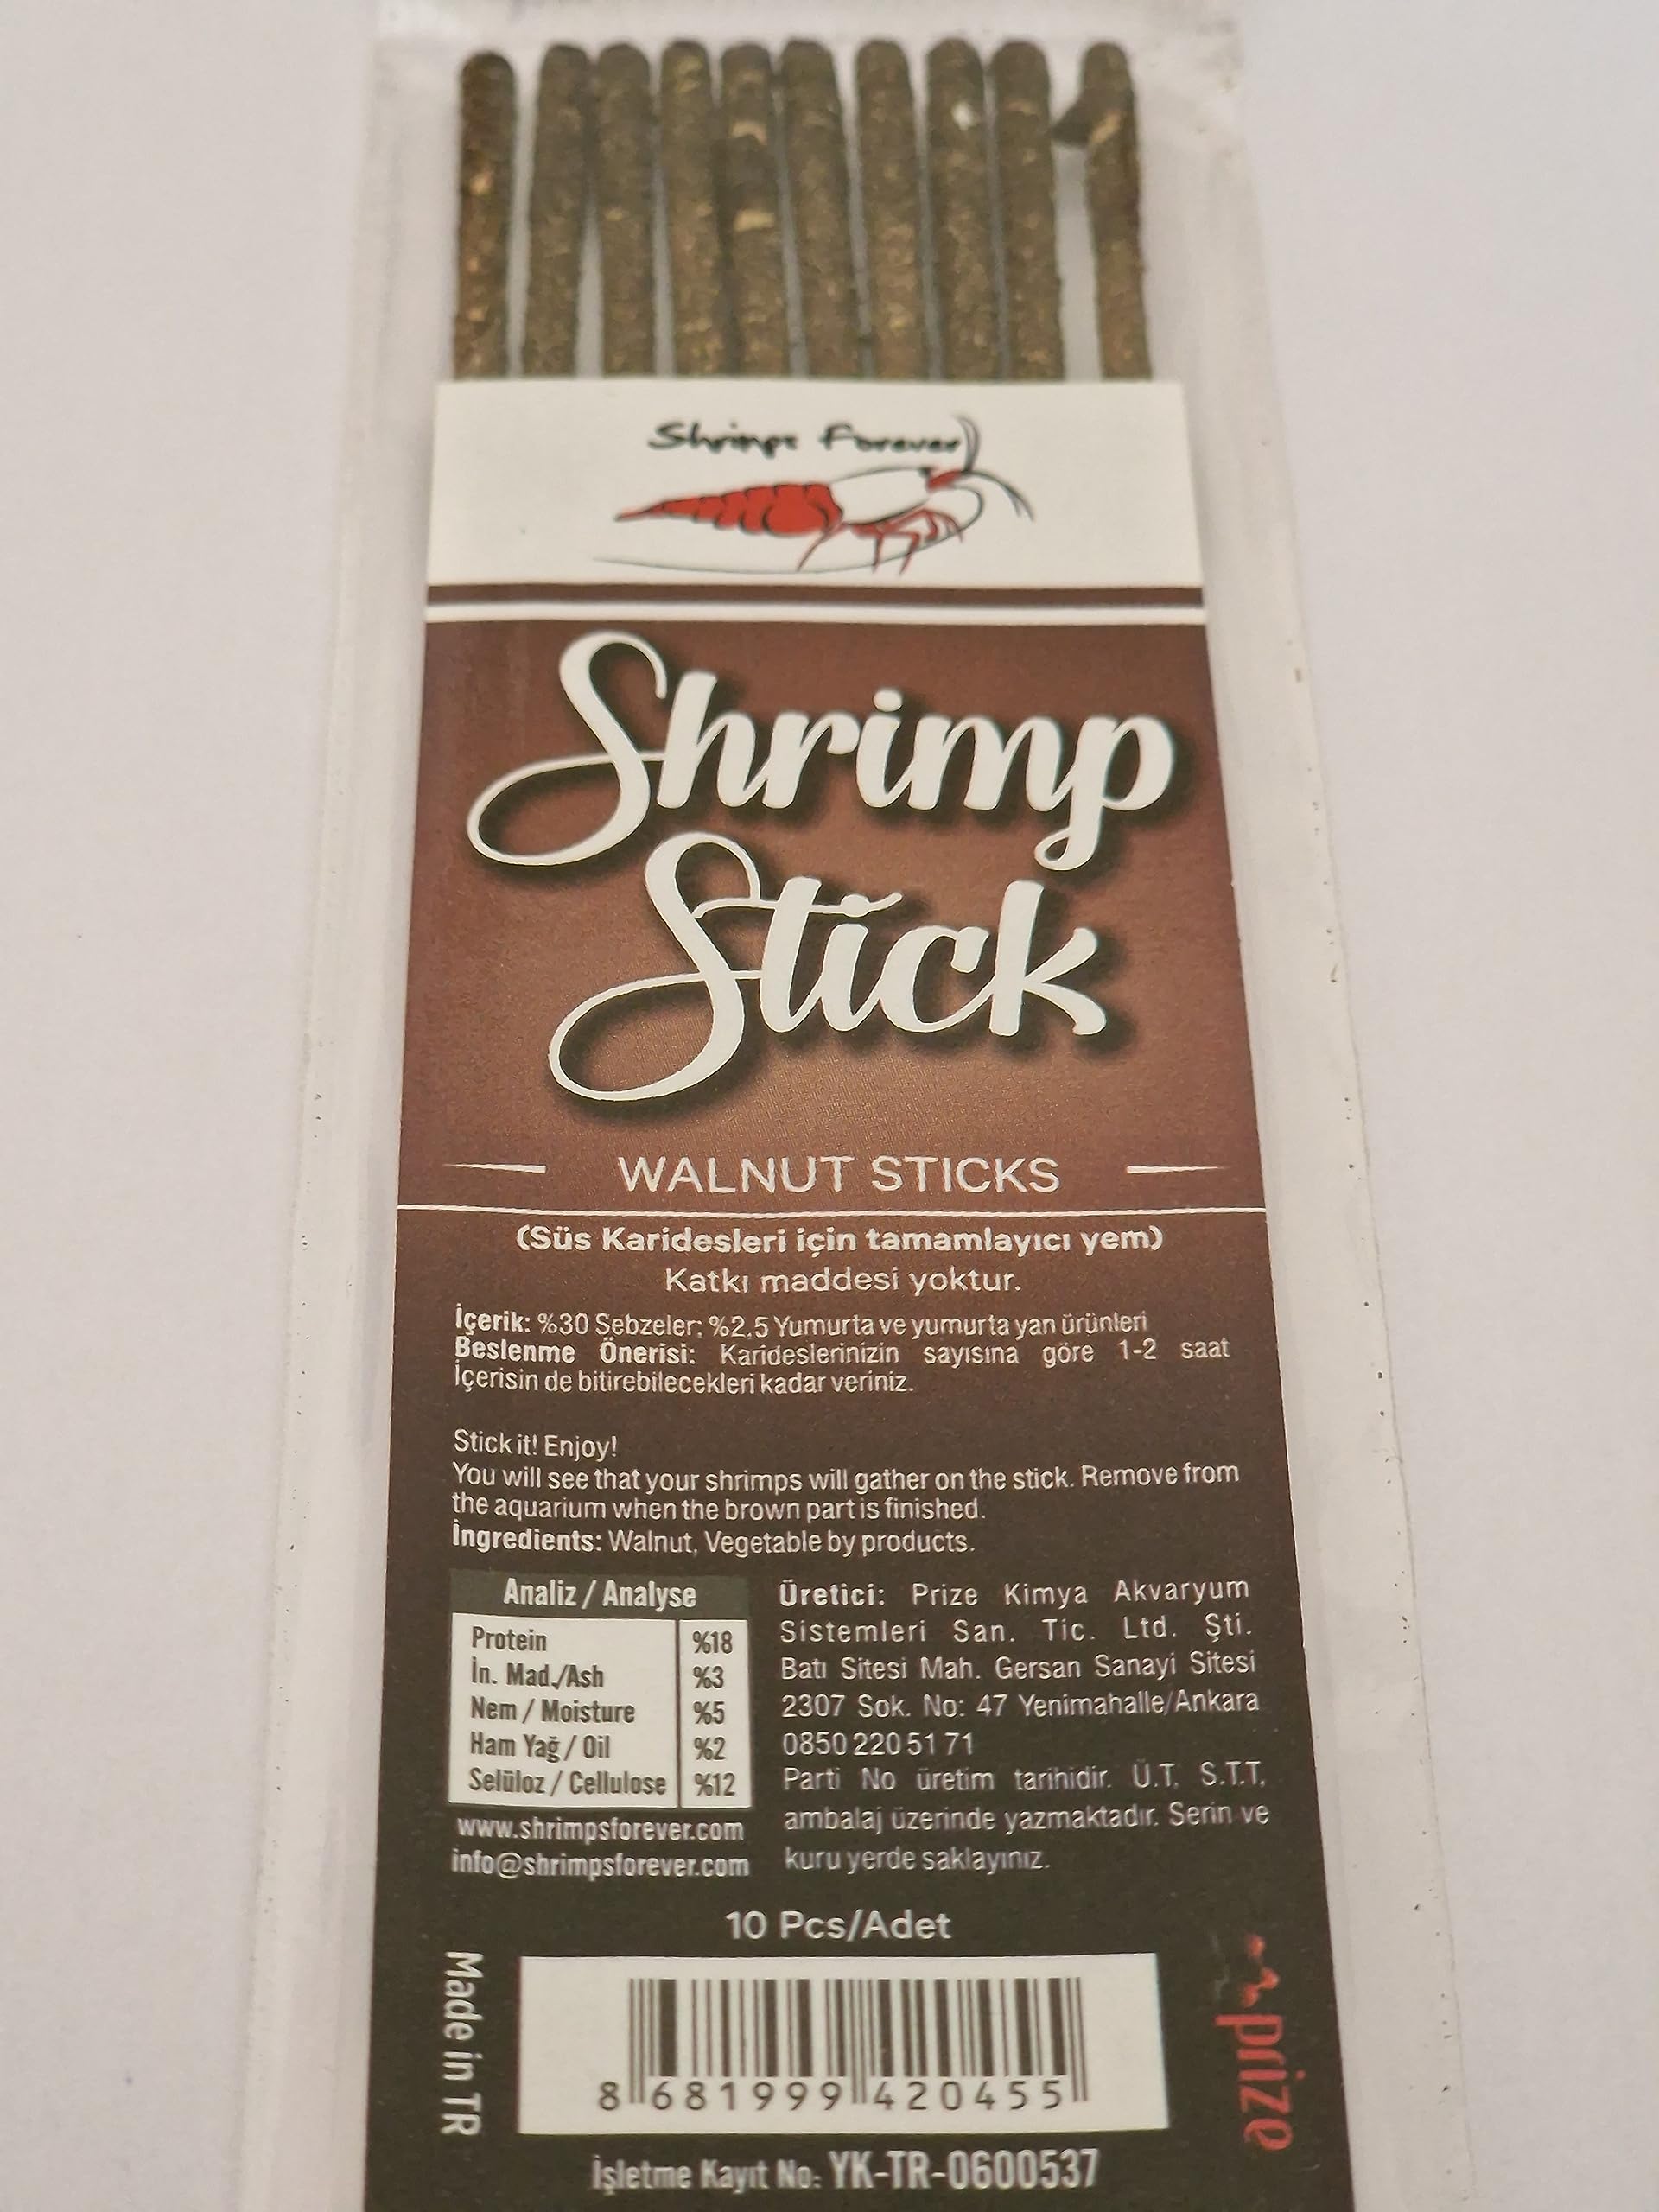 Shrimps Forever
Shrimp
Stick
WALNUT STICKS
(Süs Karidesleri için tamamlayıcı yem)
Katkı maddesi yoktur.
İçerik: %30 Sebzeler; %2,5 Yumurta ve yumurta yan ürünleri
Beslenme Önerisi: Karideslerinizin sayısına göre 1-2 saat
İçerisin de bitirebilecekleri kadar veriniz.
Stick it! Enjoy!
You will see that your shrimps will gather on the stick. Remove from
the aquarium when the brown part is finished.
İngredients: Walnut, Vegetable by products.
Analiz / Analyse
Protein %18
İn. Mad./Ash %3
Nem / Moisture %5
Ham Yağ / Oil %2
Selüloz / Cellulose %12
www.shrimpsforever.com
info@shrimpsforever.com
Üretici: Prize Kimya Akvaryum
Sistemleri San. Tic. Ltd. Şti.
Batı Sitesi Mah. Gersan Sanayi Sitesi
2307 Sok. No: 47 Yenimahalle/Ankara
0850 220 51 71
Parti No üretim tarihidir. Ü.T, S.T.T,
ambalaj üzerinde yazmaktadır. Serin ve
kuru yerde saklayınız.
10 Pcs/Adet
Made in TR
prize
8 681999 420455
İşletme Kayıt No: YK-TR-0600537